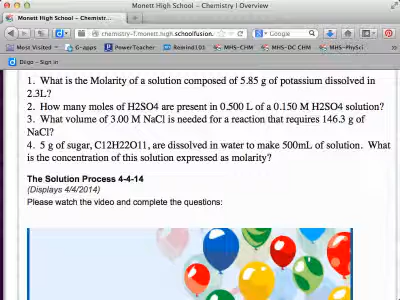 Monett High School – Chemistry I Overview
Monett High School – Chemistr...
chemistry-7.monett.high.schoolfusion.
Google
Most Visited
G-apps
PowerTeacher
Remind101
MHS-CHM
MHS-DC CHM
MHS-PhySci
Diigo - Sign in
1. What is the Molarity of a solution composed of 5.85 g of potassium dissolved in
2.3L?
2. How many moles of H2SO4 are present in 0.500 L of a 0.150 M H2SO4 solution?
3. What volume of 3.00 M NaCl is needed for a reaction that requires 146.3 g of
NaCl?
4. 5 g of sugar, C12H22O11, are dissolved in water to make 500mL of solution. What
is the concentration of this solution expressed as molarity?
The Solution Process 4-4-14
(Displays 4/4/2014)
Please watch the video and complete the questions: